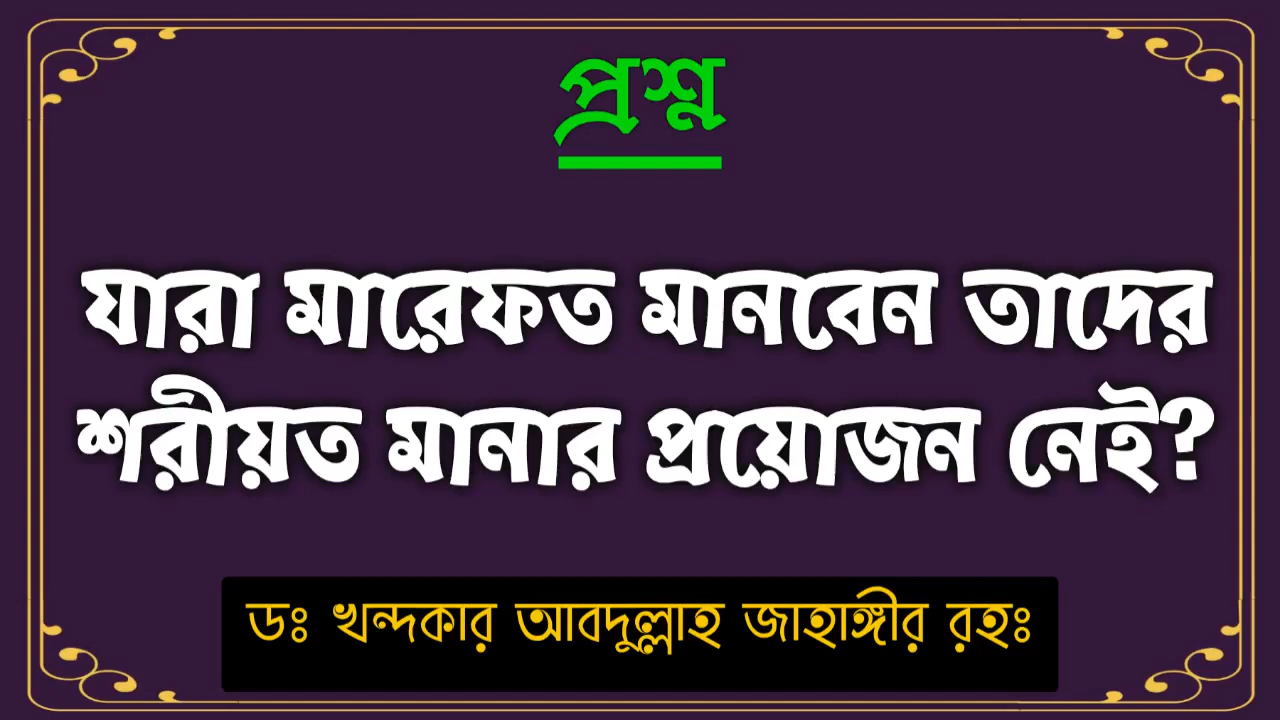 প্রশ্ন
যারা মারেফত মানবেন তাদের
শরীয়ত মানার প্রয়োজন নেই?
ডঃ খন্দকার আবদুল্লাহ জাহাঙ্গীর রহঃ